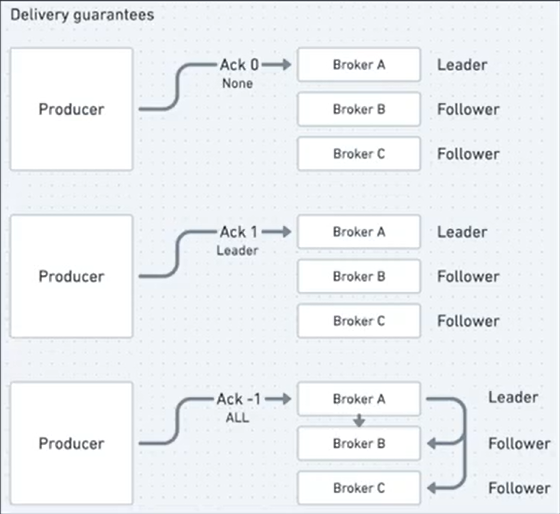 Delivery guarantees
Producer
Ack 0
None
Broker A
Leader
Broker B
Follower
Broker C
Follower
Producer
Ack 1
Leader
Broker A
Leader
Broker B
Follower
Broker C
Follower
Producer
Ack -1
ALL
Broker A
Leader
Broker B
Follower
Broker C
Follower